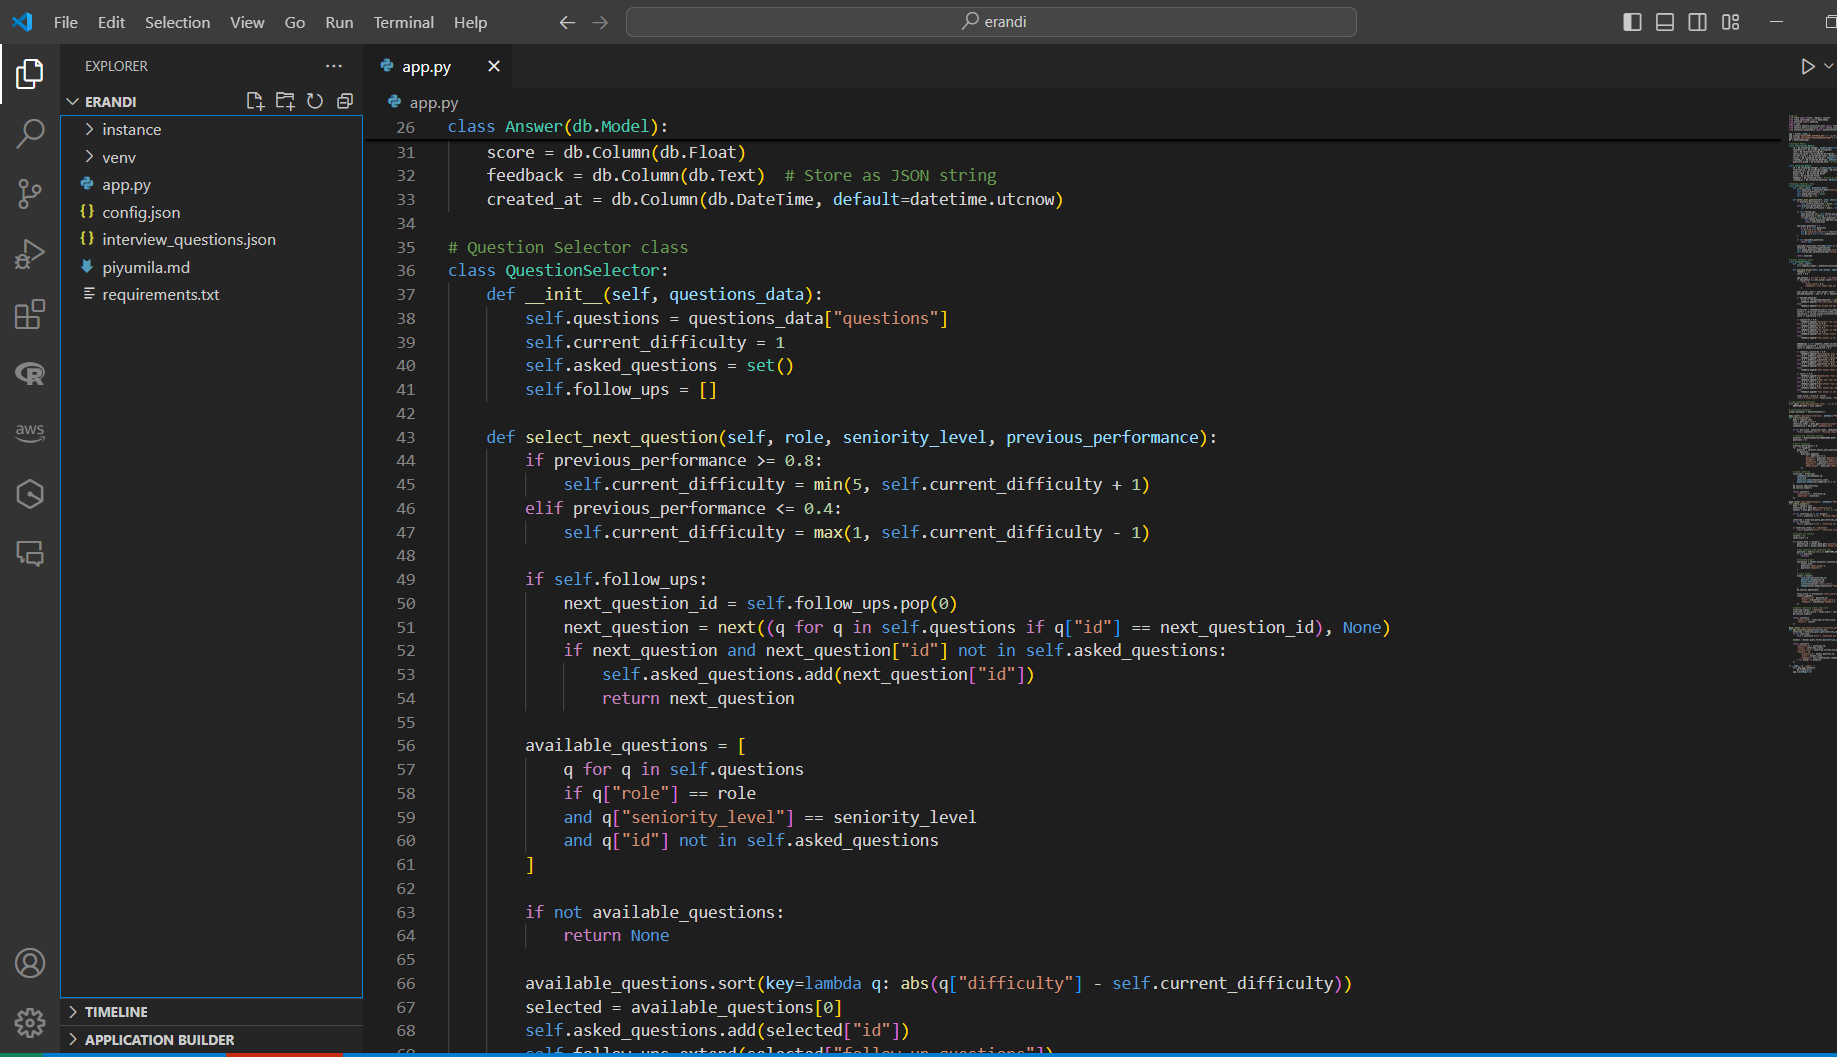 File Edit Selection View Go Run Terminal Help
erandi
EXPLORER
ERANDI
instance
venv
app.py
config.json
interview_questions.json
piyumila.md
requirements.txt
TIMELINE
APPLICATION BUILDER
aws
app.py
app.py
26 class Answer(db.Model):
31 score = db.Column(db.Float)
32 feedback = db.Column(db.Text)  # Store as JSON string
33 created_at = db.Column(db.DateTime, default=datetime.utcnow)
34
35 # Question Selector class
36 class QuestionSelector:
37 def __init__(self, questions_data):
38 self.questions = questions_data["questions"]
39 self.current_difficulty = 1
40 self.asked_questions = set()
41 self.follow_ups = []
42
43 def select_next_question(self, role, seniority_level, previous_performance):
44 if previous_performance >= 0.8:
45 self.current_difficulty = min(5, self.current_difficulty + 1)
46 elif previous_performance <= 0.4:
47 self.current_difficulty = max(1, self.current_difficulty - 1)
48
49 if self.follow_ups:
50 next_question_id = self.follow_ups.pop(0)
51 next_question = next((q for q in self.questions if q["id"] == next_question_id), None)
52 if next_question and next_question["id"] not in self.asked_questions:
53 self.asked_questions.add(next_question["id"])
54 return next_question
55
56 available_questions = [
57 q for q in self.questions
58 if q["role"] == role
59 and q["seniority_level"] == seniority_level
60 and q["id"] not in self.asked_questions
61 ]
62
63 if not available_questions:
64 return None
65
66 available_questions.sort(key=lambda q: abs(q["difficulty"] - self.current_difficulty))
67 selected = available_questions[0]
68 self.asked_questions.add(selected["id"])
69 self.follow_ups.extend(selected["follow_up_questions"])